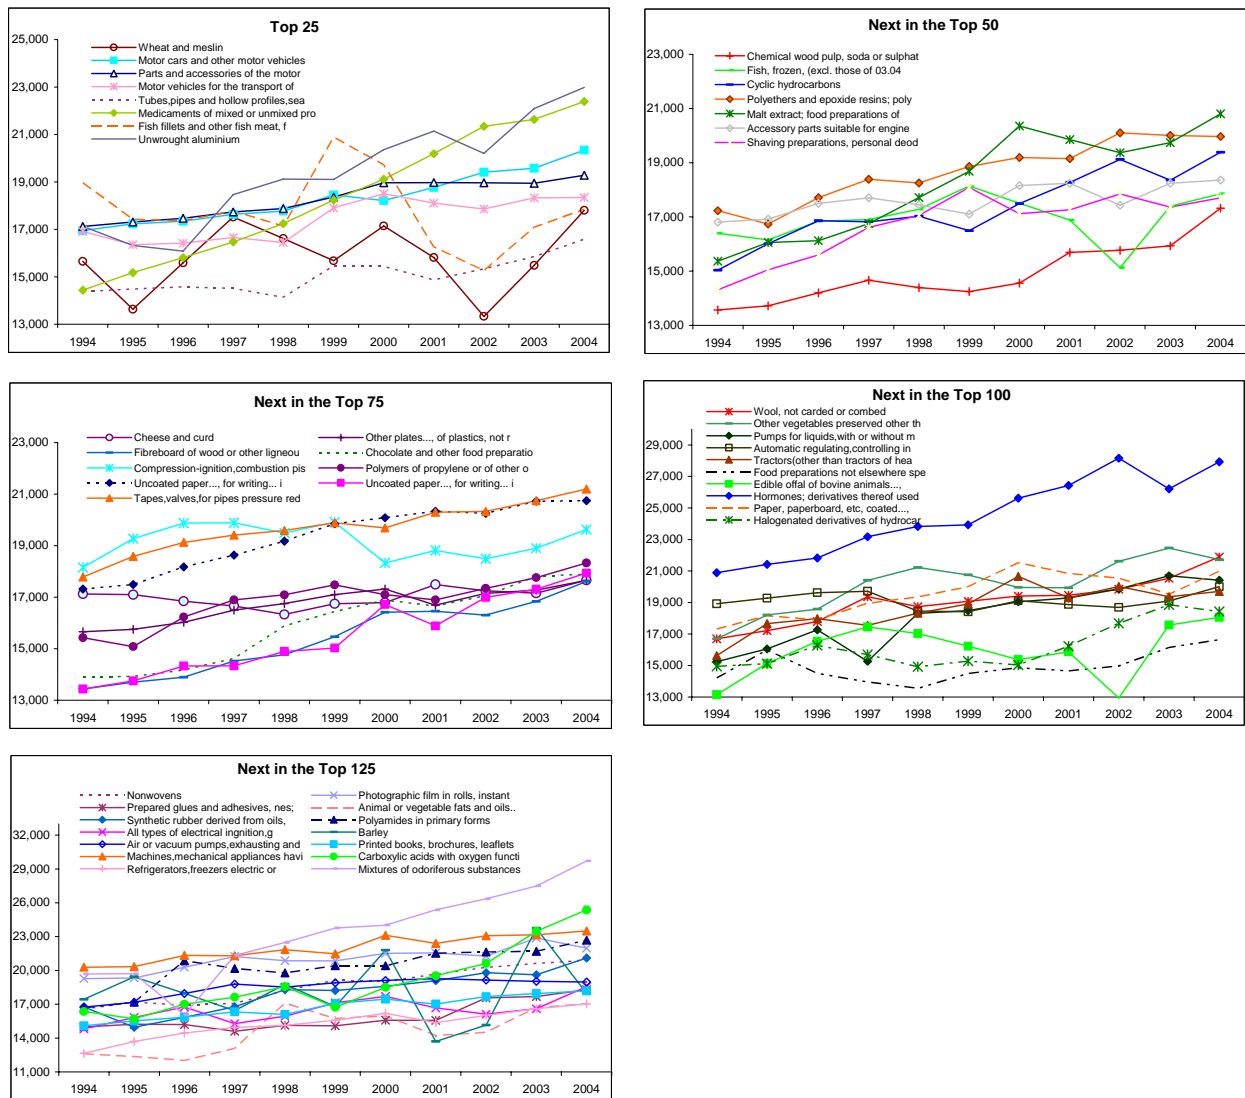 Top 25
25,000
23,000
21,000
19,000
17,000
15,000
13,000
Wheat and meslin
Motor cars and other motor vehicles
Parts and accessories of the motor
Motor vehicles for the transport of
Tubes,pipes and hollow profiles,sea
Medicaments of mixed or unmixed pro
Fish fillets and other fish meat, f
Unwrought aluminium
1994 1995 1996 1997 1998 1999 2000 2001 2002 2003 2004
Next in the Top 50
23,000
21,000
19,000
17,000
15,000
13,000
Chemical wood pulp, soda or sulphat
Fish, frozen, (excl. those of 03.04
Cyclic hydrocarbons
Polyethers and epoxide resins; poly
Malt extract; food preparations of
Accessory parts suitable for engine
Shaving preparations, personal deod
1994 1995 1996 1997 1998 1999 2000 2001 2002 2003 2004
Next in the Top 75
23,000
21,000
19,000
17,000
15,000
13,000
Cheese and curd
Other plates..., of plastics, not r
Fibreboard of wood or other ligneou
Chocolate and other food preparatio
Compression-ignition,combustion pis
Polymers of propylene or of other o
Uncoated paper..., for writing... i
Uncoated paper..., for writing... i
Tapes,valves,for pipes pressure red
1994 1995 1996 1997 1998 1999 2000 2001 2002 2003 2004
Next in the Top 100
29,000
27,000
25,000
23,000
21,000
19,000
17,000
15,000
13,000
Wool, not carded or combed
Other vegetables preserved other th
Pumps for liquids,with or without m
Automatic regulating,controlling in
Tractors(other than tractors of hea
Food preparations not elsewhere spe
Edible offal of bovine animals...,
Hormones; derivatives thereof used
Paper, paperboard, etc, coated...,
Halogenated derivatives of hydrocar
1994 1995 1996 1997 1998 1999 2000 2001 2002 2003 2004
Next in the Top 125
32,000
29,000
26,000
23,000
20,000
17,000
14,000
11,000
Nonwovens
Photographic film in rolls, instant
Prepared glues and adhesives, nes;
Animal or vegetable fats and oils..
Synthetic rubber derived from oils,
Polyamides in primary forms
All types of electrical ingnition,g
Barley
Air or vacuum pumps,exhausting and
Printed books, brochures, leaflets
Machines,mechanical appliances havi
Carboxylic acids with oxygen functi
Refrigerators,freezers electric or
Mixtures of odoriferous substances
1994 1995 1996 1997 1998 1999 2000 2001 2002 2003 2004